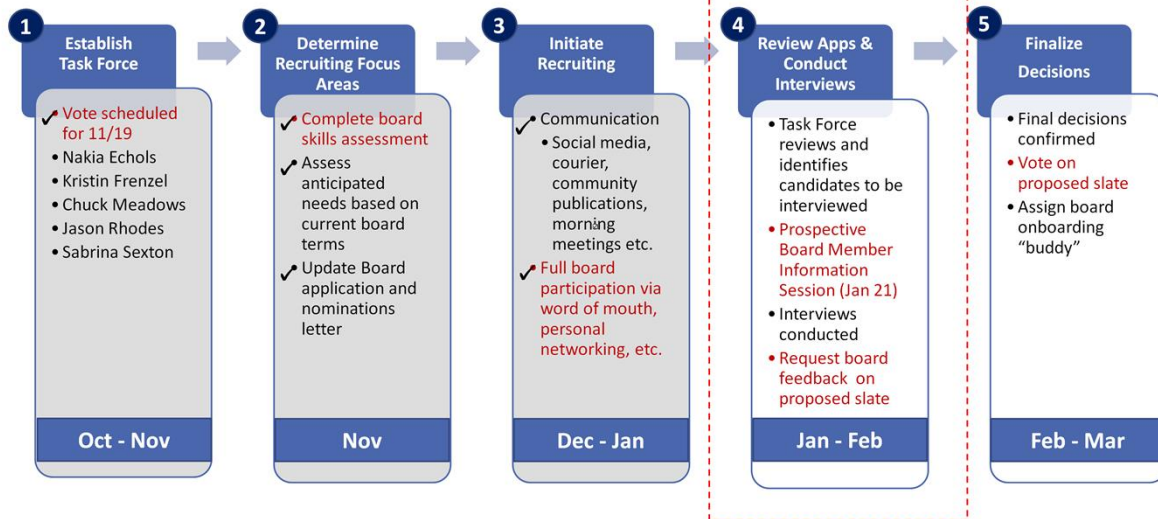 1
Establish
Task Force
✓ Vote scheduled
for 11/19
• Nakia Echols
• Kristin Frenzel
• Chuck Meadows
• Jason Rhodes
• Sabrina Sexton
Oct - Nov
2
Determine
Recruiting Focus
Areas
✓ Complete board
skills assessment
✓ Assess
anticipated
needs based on
current board
terms
✓ Update Board
application and
nominations
letter
Nov
3
Initiate
Recruiting
✓ Communication
• Social media,
courier,
community
publications,
morning
meetings etc.
✓ Full board
participation via
word of mouth,
personal
networking, etc.
Dec - Jan
4
Review Apps &
Conduct
Interviews
• Task Force
reviews and
identifies
candidates to be
interviewed
• Prospective
Board Member
Information
Session (Jan 21)
• Interviews
conducted
• Request board
feedback on
proposed slate
Jan - Feb
5
Finalize
Decisions
• Final decisions
confirmed
• Vote on
proposed slate
• Assign board
onboarding
“buddy”
Feb - Mar